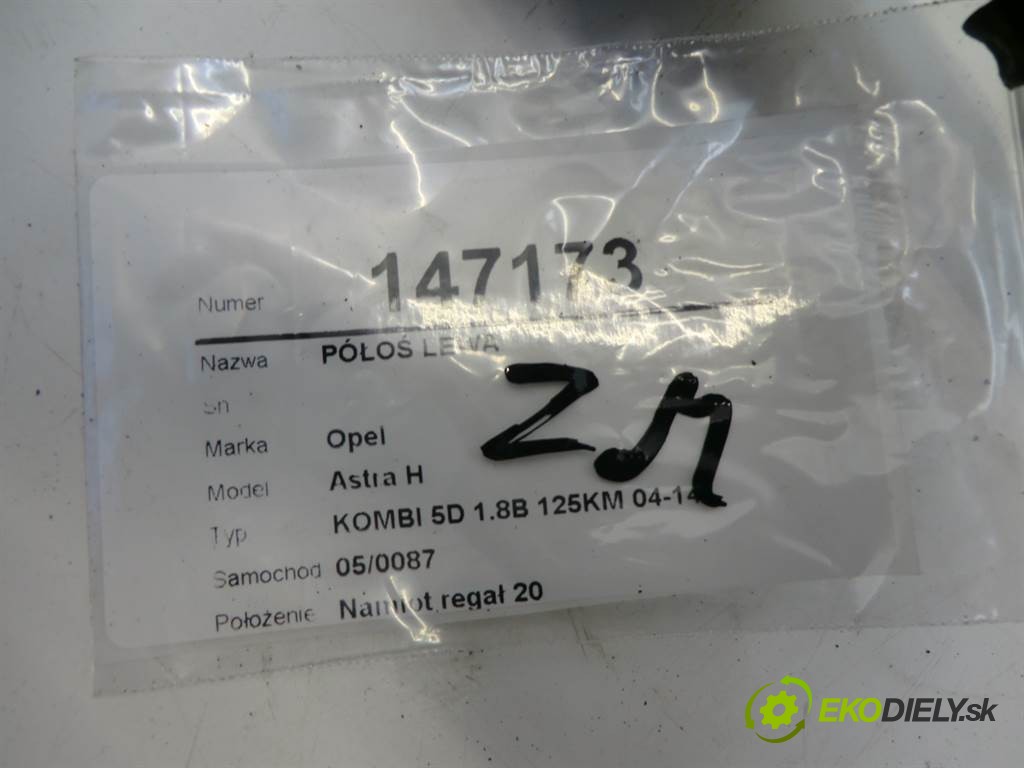 Numer 147173
Nazwa PÓŁOŚ LEWA
Sn
Marka Opel
Model Astra H
Typ KOMBI 5D 1.8B 125KM 04-14
Samochod 05/0087
Położenie Namiot regał 20
EKODIELY.sk